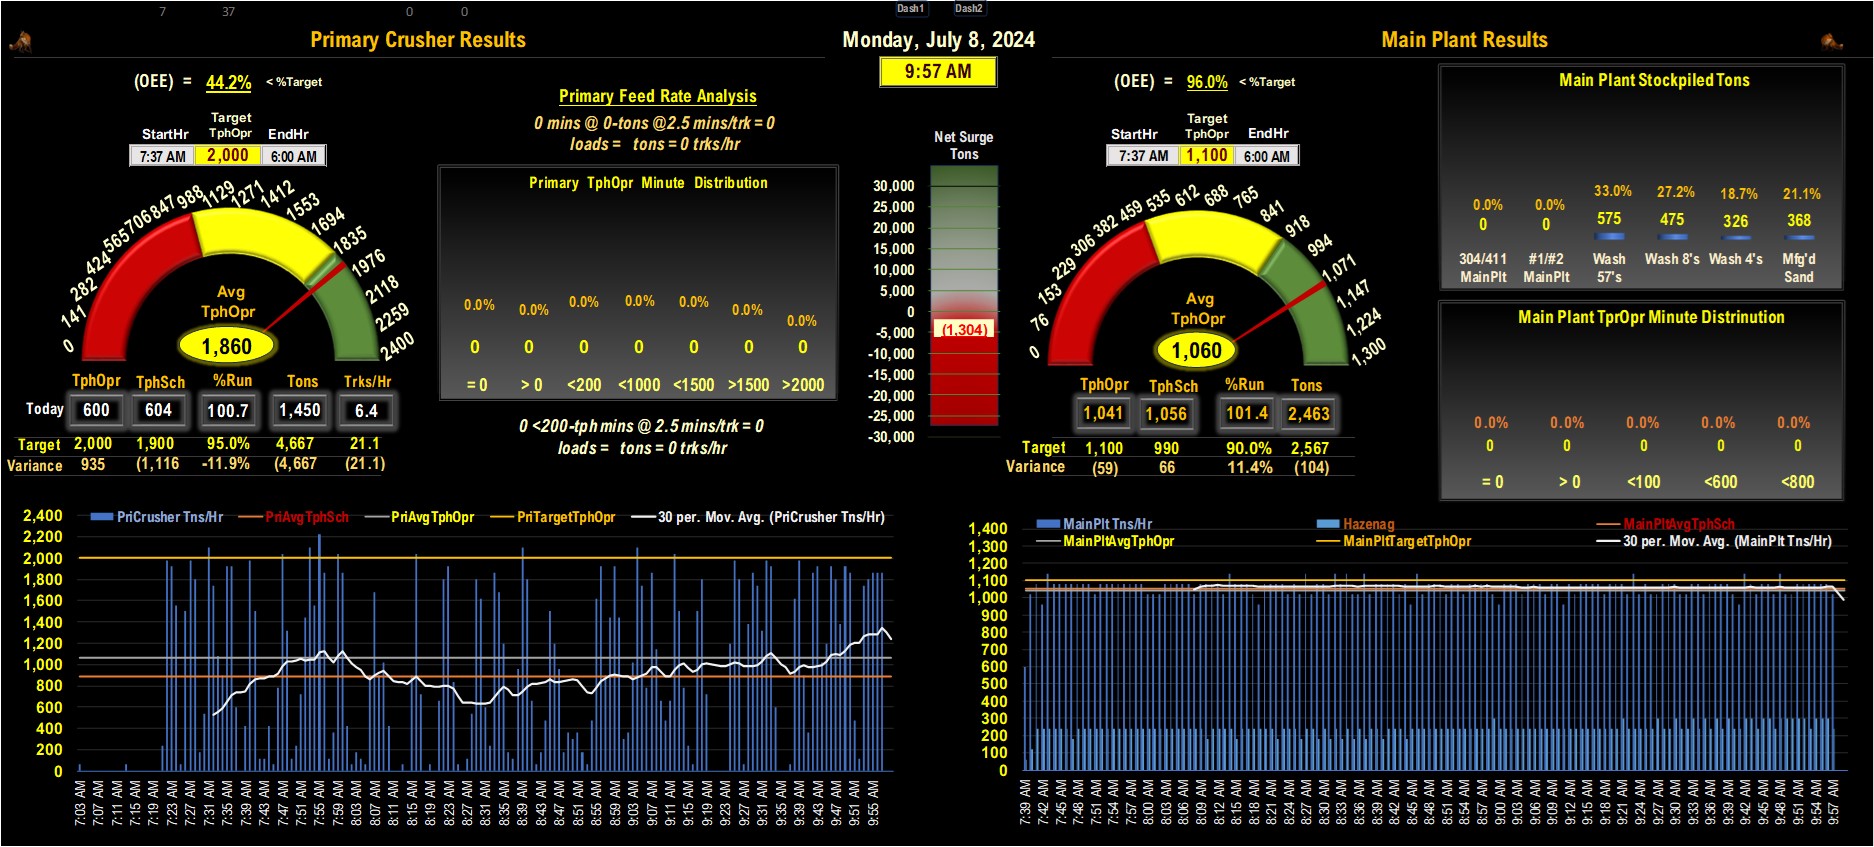 7 37 0 0 Dash1 Dash2
Primary Crusher Results
Monday, July 8, 2024
9:57 AM
Main Plant Results
(OEE) = 44.2% < %Target
Target
StartHr TphOpr EndHr
7:37 AM 2,000 6:00 AM
0 141 282 424 565 706 847 988 1129 1271 1412 1553 1694 1835 1976 2118 2259 2400
Avg
TphOpr
1,860
TphOpr TphSch %Run Tons Trks/Hr
Today 600 604 100.7 1,450 6.4
Target 2,000 1,900 95.0% 4,667 21.1
Variance 935 (1,116 -11.9% (4,667 (21.1)
Primary Feed Rate Analysis
0 mins @ 0-tons @2.5 mins/trk = 0
loads = tons = 0 trks/hr
Primary TphOpr Minute Distribution
0.0% 0.0% 0.0% 0.0% 0.0% 0.0% 0.0%
0 0 0 0 0 0 0
= 0 > 0 <200 <1000 <1500 >1500 >2000
0 <200-tph mins @ 2.5 mins/trk = 0
loads = tons = 0 trks/hr
Net Surge
Tons
30,000
25,000
20,000
15,000
10,000
5,000
0
(1,304)
-5,000
-10,000
-15,000
-20,000
-25,000
-30,000
(OEE) = 96.0% < %Target
Target
StartHr TphOpr EndHr
7:37 AM 1,100 6:00 AM
0 76 153 229 306 382 459 535 612 688 765 841 918 994 1,071 1,147 1,224 1,300
Avg
TphOpr
1,060
TphOpr TphSch %Run Tons
1,041 1,056 101.4 2,463
Target 1,100 990 90.0% 2,567
Variance (59) 66 11.4% (104)
Main Plant Stockpiled Tons
0.0% 0.0% 33.0% 27.2% 18.7% 21.1%
0 0 575 475 326 368
304/411 #1/#2 Wash Wash 8's Wash 4's Mfg'd
MainPlt MainPlt 57's Sand
Main Plant TprOpr Minute Distrinution
0.0% 0.0% 0.0% 0.0% 0.0%
0 0 0 0 0
= 0 > 0 <100 <600 <800
PriCrusher Tns/Hr PriAvgTphSch PriAvgTphOpr PriTargetTphOpr 30 per. Mov. Avg. (PriCrusher Tns/Hr)
2,400
2,200
2,000
1,800
1,600
1,400
1,200
1,000
800
600
400
200
0
7:03 AM 7:07 AM 7:11 AM 7:15 AM 7:19 AM 7:23 AM 7:27 AM 7:31 AM 7:35 AM 7:39 AM 7:43 AM 7:47 AM 7:51 AM 7:55 AM 7:59 AM 8:03 AM 8:07 AM 8:11 AM 8:15 AM 8:19 AM 8:23 AM 8:27 AM 8:31 AM 8:35 AM 8:39 AM 8:43 AM 8:47 AM 8:51 AM 8:55 AM 8:59 AM 9:03 AM 9:07 AM 9:11 AM 9:15 AM 9:19 AM 9:23 AM 9:27 AM 9:31 AM 9:35 AM 9:39 AM 9:43 AM 9:47 AM 9:51 AM 9:55 AM
MainPlt Tns/Hr Hazenag MainPltAvgTphSch
MainPltAvgTphOpr MainPltTargetTphOpr 30 per. Mov. Avg. (MainPlt Tns/Hr)
1,400
1,300
1,200
1,100
1,000
900
800
700
600
500
400
300
200
100
0
7:39 AM 7:42 AM 7:45 AM 7:48 AM 7:51 AM 7:54 AM 7:57 AM 8:00 AM 8:03 AM 8:06 AM 8:09 AM 8:12 AM 8:15 AM 8:18 AM 8:21 AM 8:24 AM 8:27 AM 8:30 AM 8:33 AM 8:36 AM 8:39 AM 8:42 AM 8:45 AM 8:48 AM 8:51 AM 8:54 AM 8:57 AM 9:00 AM 9:03 AM 9:06 AM 9:09 AM 9:12 AM 9:15 AM 9:18 AM 9:21 AM 9:24 AM 9:27 AM 9:30 AM 9:33 AM 9:36 AM 9:39 AM 9:42 AM 9:45 AM 9:48 AM 9:51 AM 9:54 AM 9:57 AM